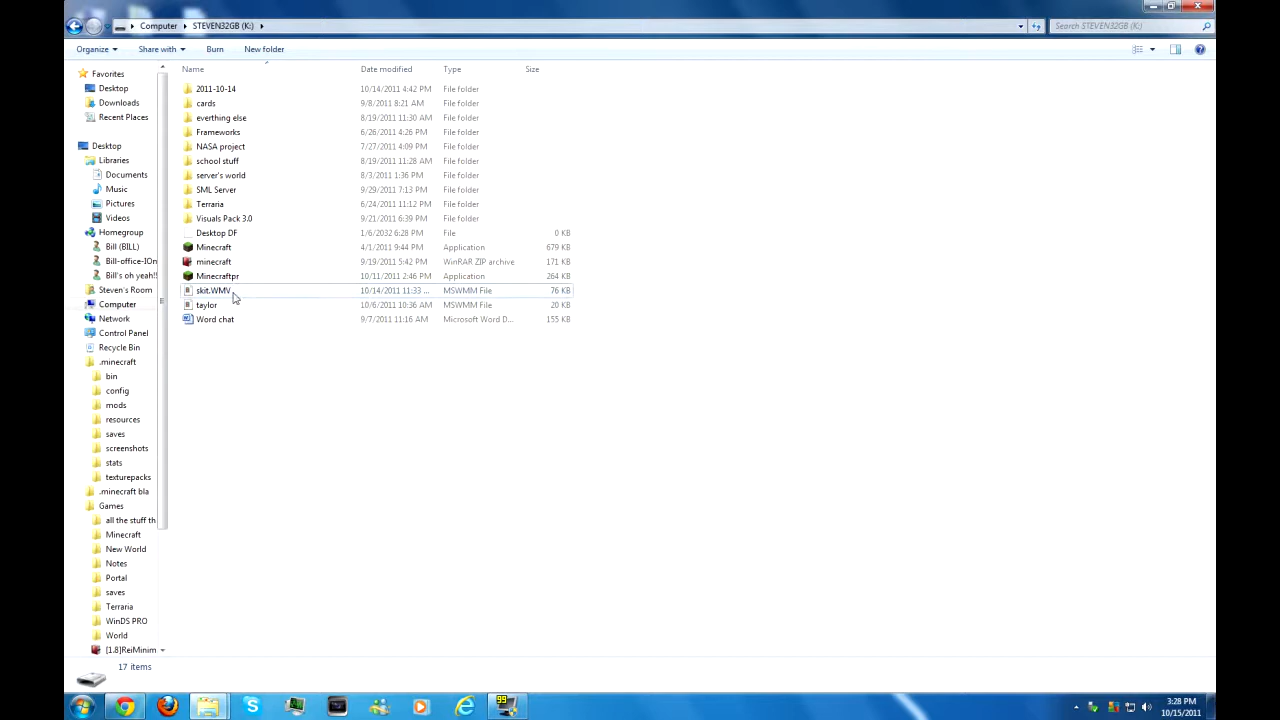 Computer STEVEN32GB (K:) Search STEVEN32GB (K:)
Organize Share with Burn New folder
Name Date modified Type Size
Favorites
Desktop
Downloads
Recent Places
Desktop
Libraries
Documents
Music
Pictures
Videos
Homegroup
Bill (BILL)
Bill-office-IOn
Bill's oh yeah!!
Steven's Room
Computer
Network
Control Panel
Recycle Bin
.minecraft
bin
config
mods
resources
saves
screenshots
stats
texturepacks
.minecraft bla
Games
all the stuff th
Minecraft
New World
Notes
Portal
saves
Terraria
WinDS PRO
World
[1.8]ReiMinim
2011-10-14 10/14/2011 4:42 PM File folder
cards 9/8/2011 8:21 AM File folder
everthing else 8/19/2011 11:30 AM File folder
Frameworks 6/26/2011 4:26 PM File folder
NASA project 7/27/2011 4:09 PM File folder
school stuff 8/19/2011 11:28 AM File folder
server's world 8/3/2011 1:36 PM File folder
SML Server 9/29/2011 7:13 PM File folder
Terraria 6/24/2011 11:12 PM File folder
Visuals Pack 3.0 9/21/2011 6:39 PM File folder
Desktop DF 1/6/2032 6:28 PM File 0 KB
Minecraft 4/1/2011 9:44 PM Application 679 KB
minecraft 9/19/2011 5:42 PM WinRAR ZIP archive 171 KB
Minecraftpr 10/11/2011 2:46 PM Application 264 KB
skit.WMV 10/14/2011 11:33 ... MSWMM File 76 KB
taylor 10/6/2011 10:36 AM MSWMM File 20 KB
Word chat 9/7/2011 11:16 AM Microsoft Word D... 155 KB
17 items
99
3:28 PM
10/15/2011